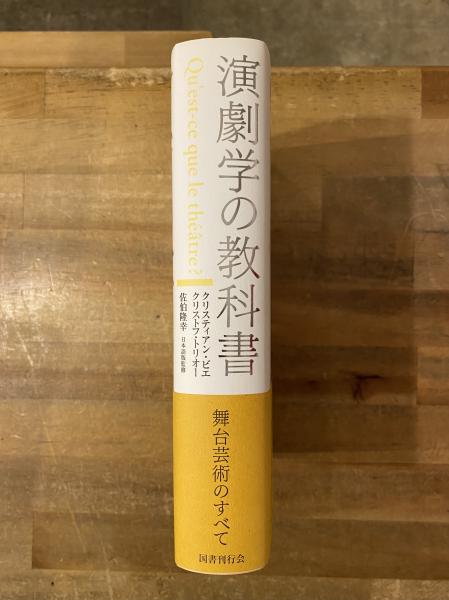 演劇学の教科書
Qu'est-ce que le théâtre?
クリスティアン・ビエ
クリストフ・トリオー
佐伯隆幸 日本語版監修
舞台芸術のすべて
国書刊行会